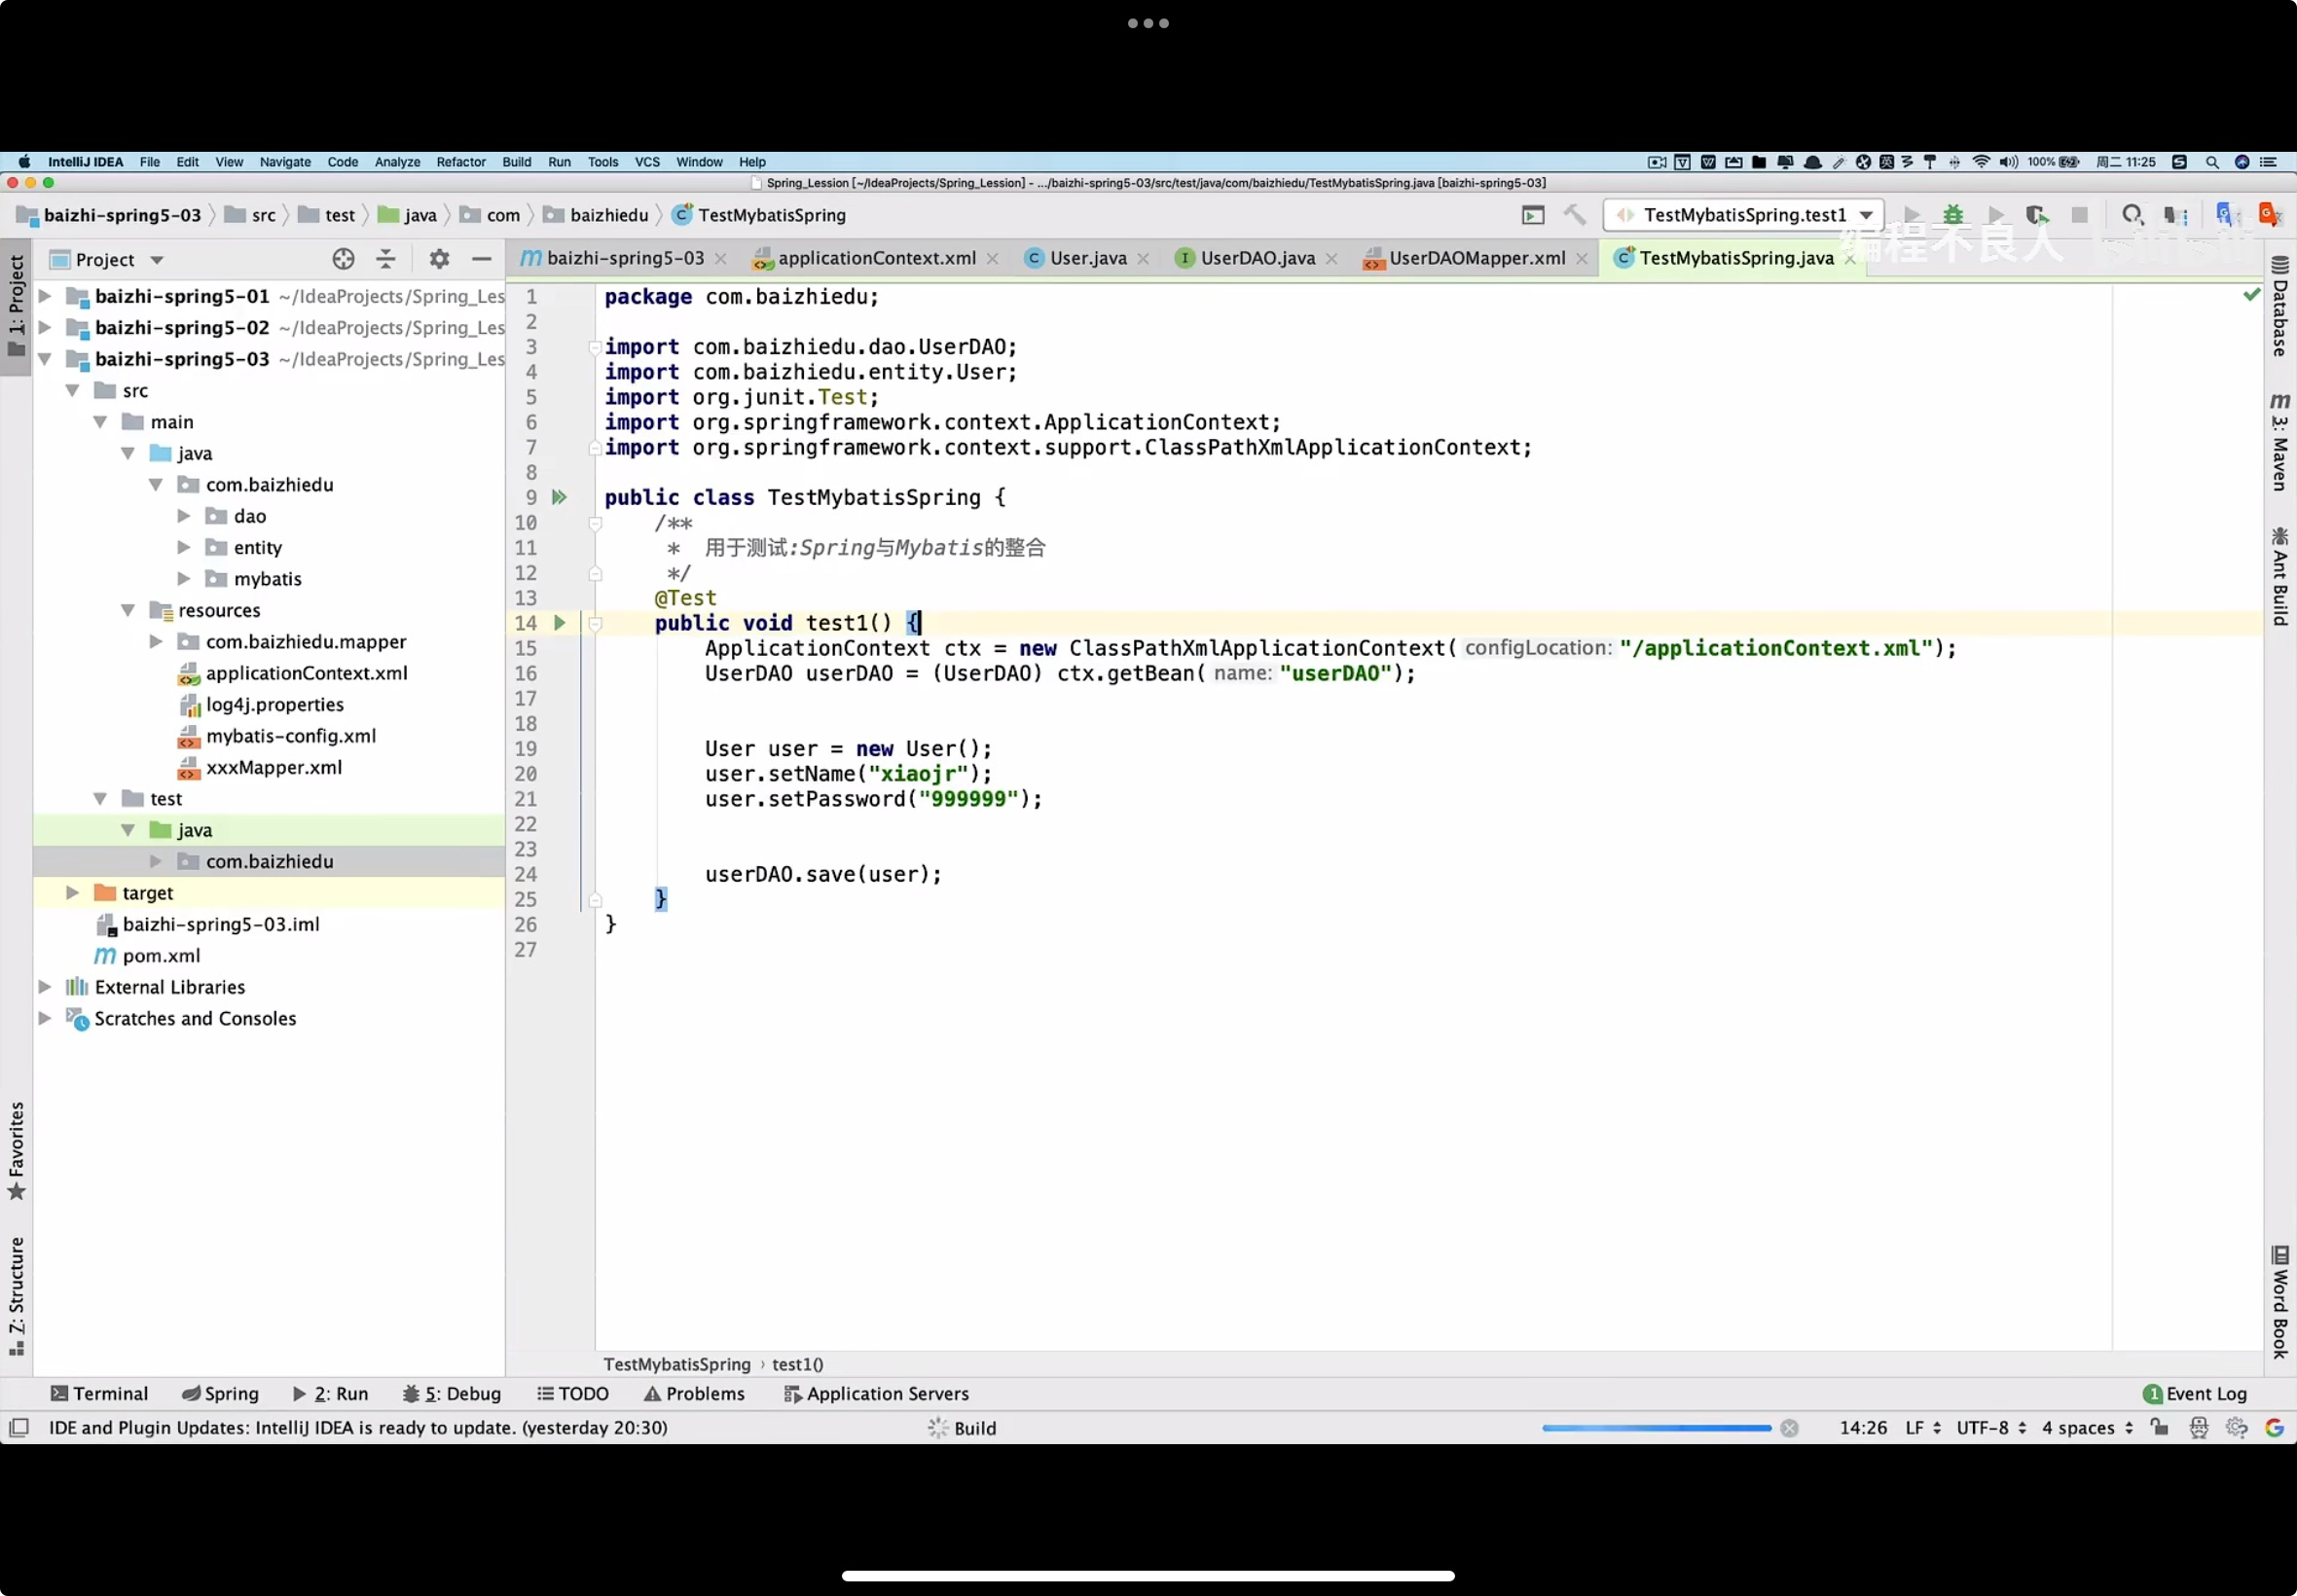 IntelliJ IDEA File Edit View Navigate Code Analyze Refactor Build Run Tools VCS Window Help 100% 周二 11:25
Spring_Lession [~/IdeaProjects/Spring_Lession] - .../baizhi-spring5-03/src/test/java/com/baizhiedu/TestMybatisSpring.java [baizhi-spring5-03]
baizhi-spring5-03 src test java com baizhiedu TestMybatisSpring TestMybatisSpring.test1
编程不良人
Project
baizhi-spring5-03 applicationContext.xml User.java UserDAO.java UserDAOMapper.xml TestMybatisSpring.java
1: Project
baizhi-spring5-01 ~/IdeaProjects/Spring_Les
baizhi-spring5-02 ~/IdeaProjects/Spring_Les
baizhi-spring5-03 ~/IdeaProjects/Spring_Les
src
main
java
com.baizhiedu
dao
entity
mybatis
resources
com.baizhiedu.mapper
applicationContext.xml
log4j.properties
mybatis-config.xml
xxxMapper.xml
test
java
com.baizhiedu
target
baizhi-spring5-03.iml
pom.xml
External Libraries
Scratches and Consoles
Favorites
Z: Structure
1 package com.baizhiedu;
2
3 import com.baizhiedu.dao.UserDAO;
4 import com.baizhiedu.entity.User;
5 import org.junit.Test;
6 import org.springframework.context.ApplicationContext;
7 import org.springframework.context.support.ClassPathXmlApplicationContext;
8
9 public class TestMybatisSpring {
10 /**
11 * 用于测试:Spring与Mybatis的整合
12 */
13 @Test
14 public void test1() {
15 ApplicationContext ctx = new ClassPathXmlApplicationContext( configLocation: "/applicationContext.xml");
16 UserDAO userDAO = (UserDAO) ctx.getBean( name: "userDAO");
17
18
19 User user = new User();
20 user.setName("xiaojr");
21 user.setPassword("999999");
22
23
24 userDAO.save(user);
25 }
26 }
27
Database
3: Maven
Ant Build
Word Book
TestMybatisSpring › test1()
Terminal Spring 2: Run 5: Debug TODO Problems Application Servers 1 Event Log
IDE and Plugin Updates: IntelliJ IDEA is ready to update. (yesterday 20:30) Build 14:26 LF UTF-8 4 spaces